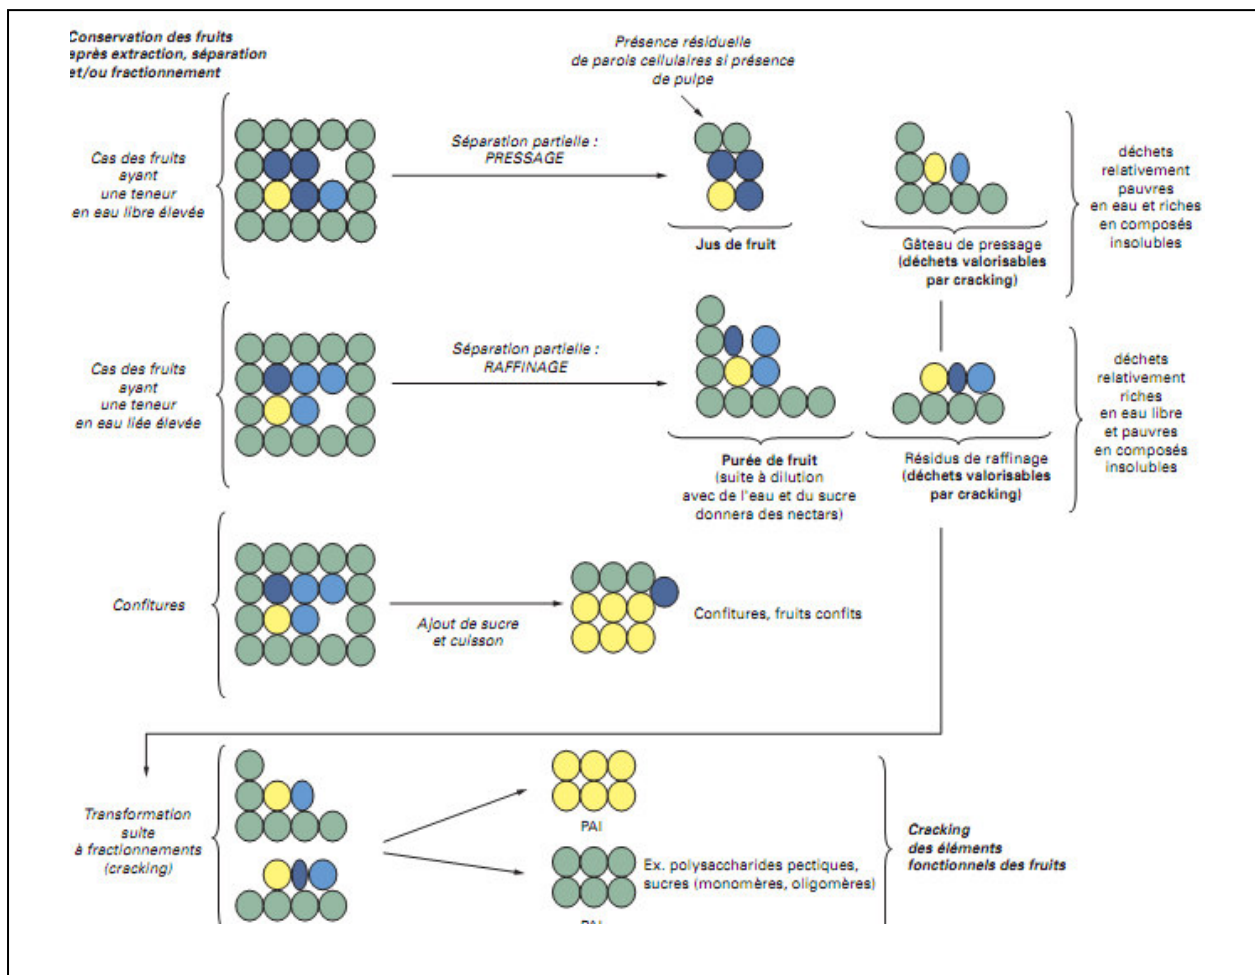 Conservation des fruits
après extraction, séparation
et/ou fractionnement
Présence résiduelle
de parois cellulaires si présence
de pulpe
Cas des fruits
ayant
une teneur
en eau libre élevée
Séparation partielle :
PRESSAGE
Jus de fruit
Gâteau de pressage
(déchets valorisables
par cracking)
déchets
relativement
pauvres
en eau et riches
en composés
insolubles
Cas des fruits
ayant
une teneur
en eau liée élevée
Séparation partielle :
RAFFINAGE
Purée de fruit
(suite à dilution
avec de l'eau et du sucre
donnera des nectars)
Résidus de raffinage
(déchets valorisables
par cracking)
déchets
relativement
riches
en eau libre
et pauvres
en composés
insolubles
Confitures
Ajout de sucre
et cuisson
Confitures, fruits confits
Transformation
suite
à fractionnements
(cracking)
PAI
Ex. polysaccharides pectiques,
sucres (monomères, oligomères)
PAI
Cracking
des éléments
fonctionnels des fruits